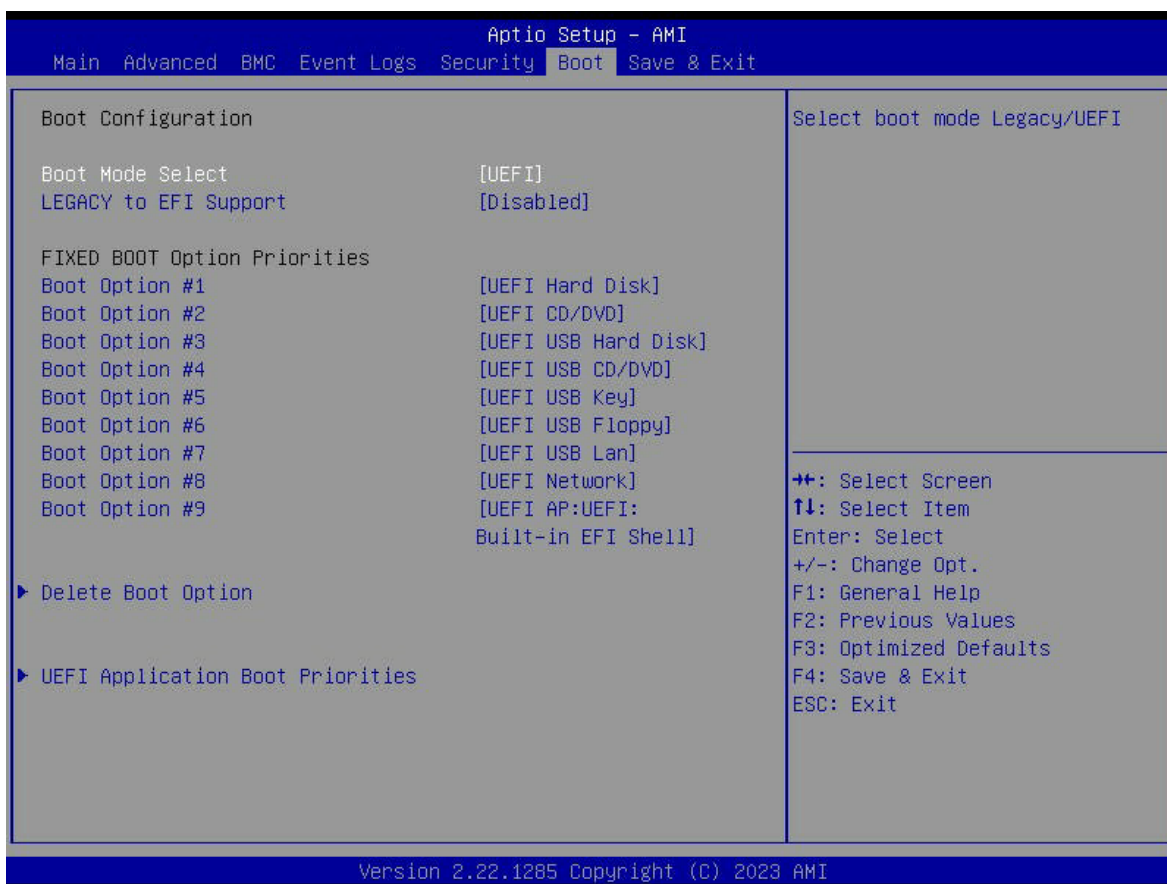 Aptio Setup – AMI
Main Advanced BMC Event Logs Security Boot Save & Exit
Boot Configuration
Boot Mode Select [UEFI]
LEGACY to EFI Support [Disabled]
FIXED BOOT Option Priorities
Boot Option #1 [UEFI Hard Disk]
Boot Option #2 [UEFI CD/DVD]
Boot Option #3 [UEFI USB Hard Disk]
Boot Option #4 [UEFI USB CD/DVD]
Boot Option #5 [UEFI USB Key]
Boot Option #6 [UEFI USB Floppy]
Boot Option #7 [UEFI USB Lan]
Boot Option #8 [UEFI Network]
Boot Option #9 [UEFI AP:UEFI:
Built-in EFI Shell]
Delete Boot Option
UEFI Application Boot Priorities
Select boot mode Legacy/UEFI
→←: Select Screen
↑↓: Select Item
Enter: Select
+/-: Change Opt.
F1: General Help
F2: Previous Values
F3: Optimized Defaults
F4: Save & Exit
ESC: Exit
Version 2.22.1285 Copyright (C) 2023 AMI